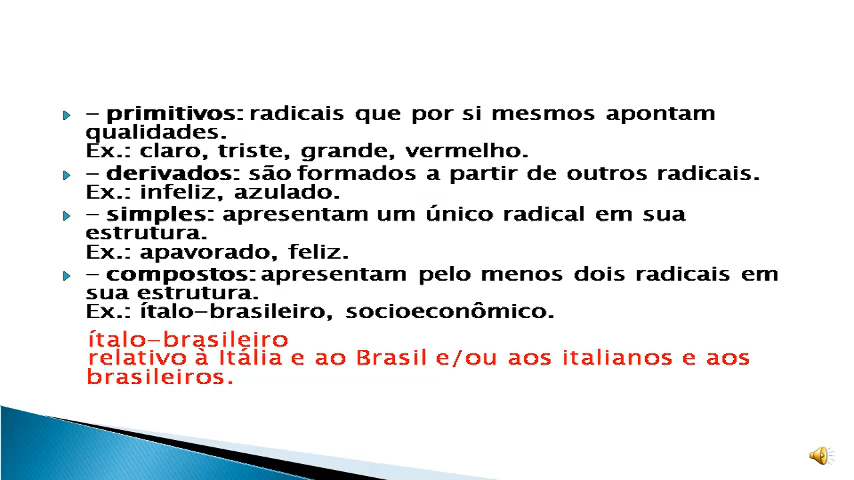 – primitivos: radicais que por si mesmos apontam
qualidades.
Ex.: claro, triste, grande, vermelho.
– derivados: são formados a partir de outros radicais.
Ex.: infeliz, azulado.
– simples: apresentam um único radical em sua
estrutura.
Ex.: apavorado, feliz.
– compostos: apresentam pelo menos dois radicais em
sua estrutura.
Ex.: ítalo-brasileiro, socioeconômico.
ítalo-brasileiro
relativo à Itália e ao Brasil e/ou aos italianos e aos
brasileiros.